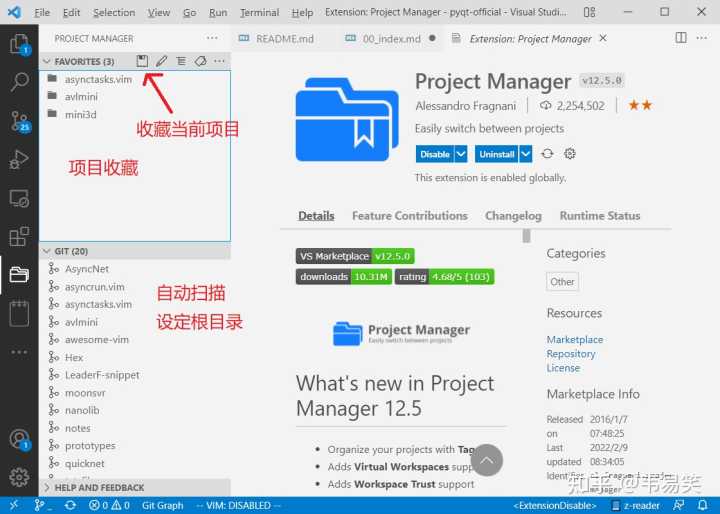 File Edit Selection View Go Run Terminal Help Extension: Project Manager - pyqt-official - Visual Studi...
PROJECT MANAGER
README.md
00_index.md
Extension: Project Manager
1
25
1
FAVORITES (3)
asynctasks.vim
avlmini
mini3d
收藏当前项目
项目收藏
GIT (20)
AsyncNet
asyncrun.vim
asynctasks.vim
avlmini
awesome-vim
Hex
LeaderF-snippet
moonsvr
nanolib
notes
prototypes
quicknet
自动扫描
设定根目录
HELP AND FEEDBACK
Project Manager v12.5.0
Alessandro Fragnani 2,254,502
Easily switch between projects
Disable Uninstall
This extension is enabled globally.
Details Feature Contributions Changelog Runtime Status
VS Marketplace v12.5.0
downloads 10.31M rating 4.68/5 (103)
Project Manager
Easily switch between projects
What's new in Project
Manager 12.5
Organize your projects with Tag
Adds Virtual Workspaces supp
Adds Workspace Trust support
Categories
Other
Resources
Marketplace
Repository
License
Marketplace Info
Released 2016/1/7
on 07:48:25
Last 2022/2/9
updated 08:34:05
知乎 @韦易笑
0 0 Git Graph -- VIM: DISABLED -- <ExtensionDisable> z-reader